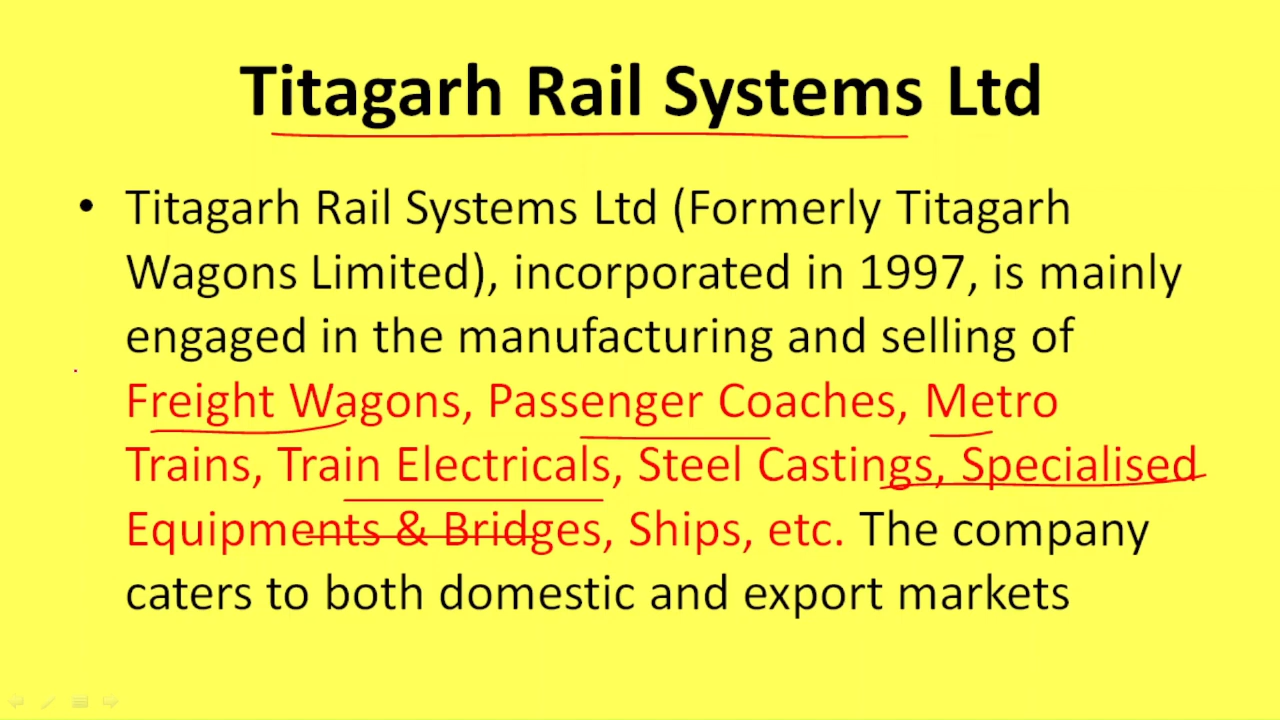 Titagarh Rail Systems Ltd
• Titagarh Rail Systems Ltd (Formerly Titagarh
Wagons Limited), incorporated in 1997, is mainly
engaged in the manufacturing and selling of
Freight Wagons, Passenger Coaches, Metro
Trains, Train Electricals, Steel Castings, Specialised
Equipments & Bridges, Ships, etc. The company
caters to both domestic and export markets